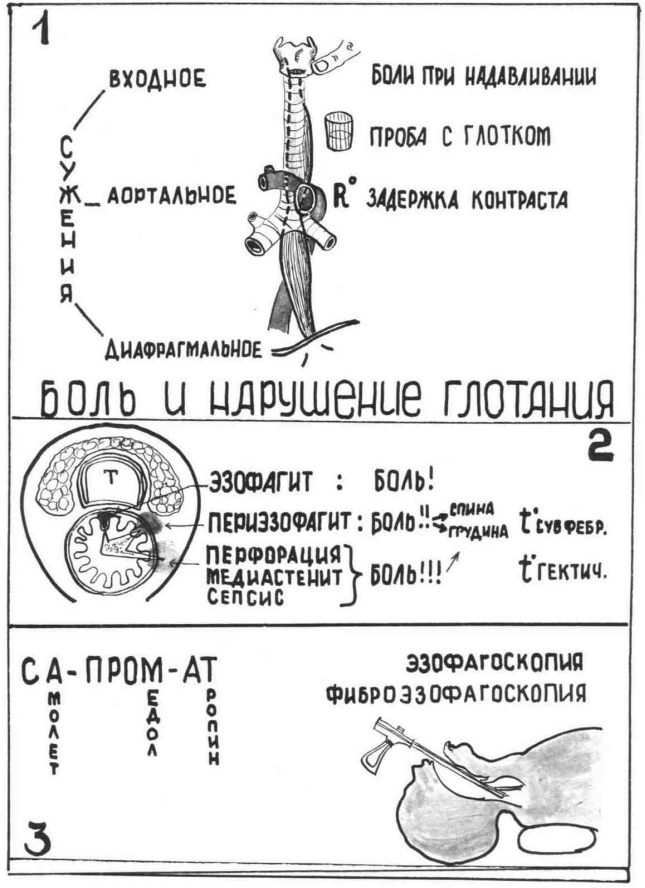 1
ВХОДНОЕ
БОЛИ ПРИ НАДАВЛИВАНИИ
ПРОБА С ГЛОТКОМ
СУЖЕНИЯ
АОРТАЛЬНОЕ
R° ЗАДЕРЖКА КОНТРАСТА
ДИАФРАГМАЛЬНОЕ
БОЛЬ И НАРУШЕНИЕ ГЛОТАНИЯ
2
Т
ЭЗОФАГИТ : БОЛЬ!
ПЕРИЭЗОФАГИТ : БОЛЬ!! СПИНА ГРУДИНА t° СУБФЕБР.
ПЕРФОРАЦИЯ
МЕДИАСТЕНИТ
СЕПСИС
БОЛЬ!!! t° ГЕКТИЧ.
СА-ПРОМ-АТ
МОЛЕТ
ЕДОЛ
РОПИН
ЭЗОФАГОСКОПИЯ
ФИБРОЭЗОФАГОСКОПИЯ
3